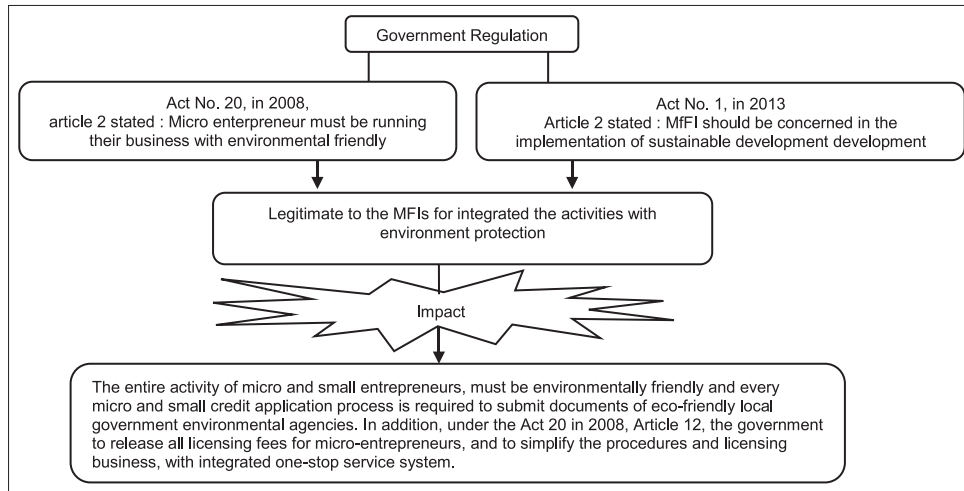 Government Regulation
Act No. 20, in 2008,
article 2 stated : Micro enterpreneur must be running
their business with environmental friendly
Act No. 1, in 2013
Article 2 stated : MfFI should be concerned in the
implementation of sustainable development development
Legitimate to the MFIs for integrated the activities with
environment protection
Impact
The entire activity of micro and small entrepreneurs, must be environmentally friendly and every
micro and small credit application process is required to submit documents of eco-friendly local
government environmental agencies. In addition, under the Act 20 in 2008, Article 12, the government
to release all licensing fees for micro-entrepreneurs, and to simplify the procedures and licensing
business, with integrated one-stop service system.